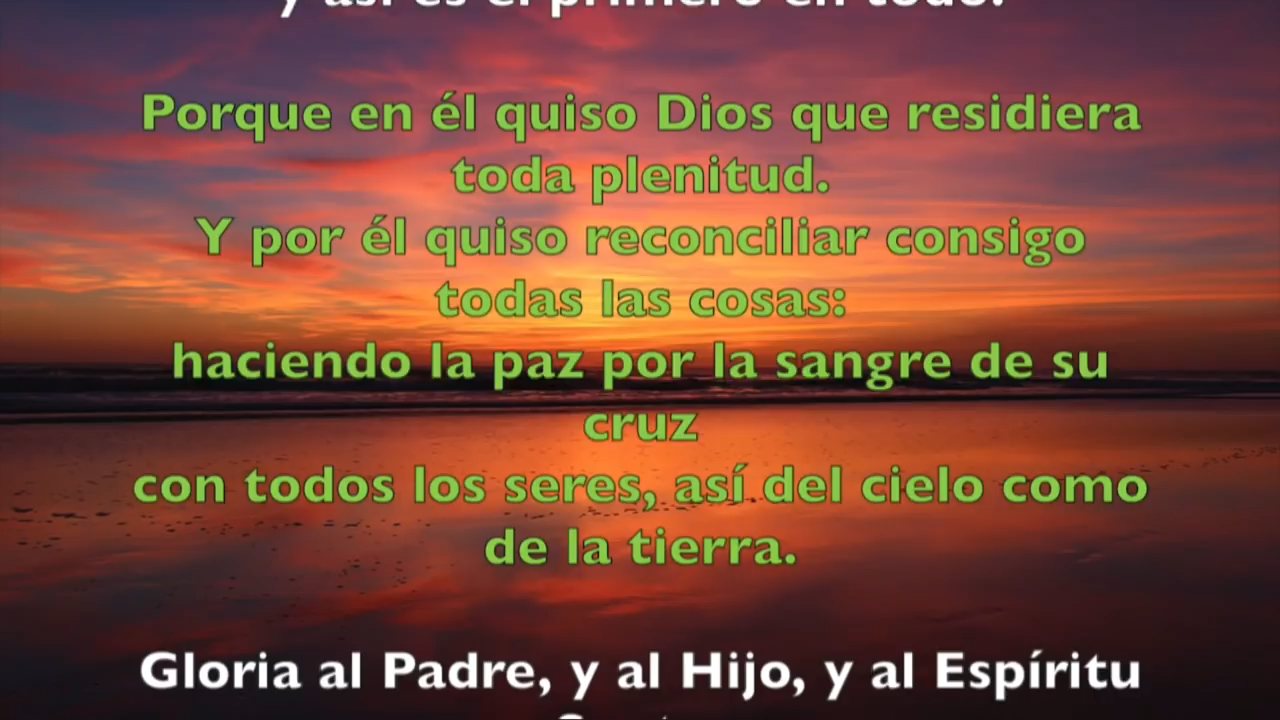 y así es el primero en todo.
Porque en él quiso Dios que residiera
toda plenitud.
Y por él quiso reconciliar consigo
todas las cosas:
haciendo la paz por la sangre de su
cruz
con todos los seres, así del cielo como
de la tierra.
Gloria al Padre, y al Hijo, y al Espíritu